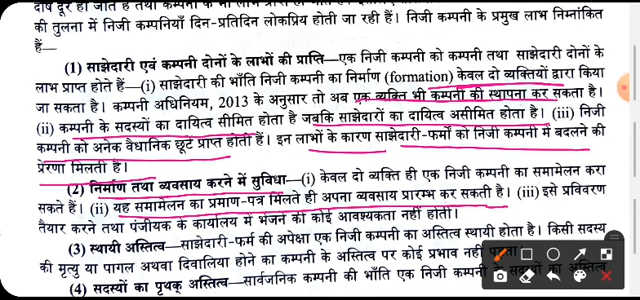 दोष दूर हो जाते हैं तथा कम्पनी के
की तुलना में निजी कम्पनियाँ दिन-प्रतिदिन लोकप्रिय होती जा रही हैं। निजी कम्पनी के प्रमुख लाभ निम्नांकित
हैं—
(1) साझेदारी एवं कम्पनी दोनों के लाभों की प्राप्ति—एक निजी कम्पनी को कम्पनी तथा साझेदारी दोनों के
लाभ प्राप्त होते हैं—(i) साझेदारी की भाँति निजी कम्पनी का निर्माण (formation) केवल दो व्यक्तियों द्वारा किया
जा सकता है। कम्पनी अधिनियम, 2013 के अनुसार तो अब एक व्यक्ति भी कम्पनी की स्थापना कर सकता है।
(ii) कम्पनी के सदस्यों का दायित्व सीमित होता है जबकि साझेदारों का दायित्व असीमित होता है। (iii) निजी
कम्पनी को अनेक वैधानिक छूटें प्राप्त होती हैं। इन लाभों के कारण साझेदारी-फर्मों को निजी कम्पनी में बदलने की
प्रेरणा मिलती है।
(2) निर्माण तथा व्यवसाय करने में सुविधा—(i) केवल दो व्यक्ति ही एक निजी कम्पनी का समामेलन करा
सकते हैं। (ii) यह समामेलन का प्रमाण-पत्र मिलते ही अपना व्यवसाय प्रारम्भ कर सकती है। (iii) इसे प्रविवरण
तैयार करने तथा पंजीयक के कार्यालय में भेजने की कोई आवश्यकता नहीं होती।
(3) स्थायी अस्तित्व—साझेदारी-फर्म की अपेक्षा एक निजी कम्पनी का अस्तित्व स्थायी होता है। किसी सदस्य
की मृत्यु या पागल अथवा दिवालिया होने का कम्पनी के अस्तित्व पर कोई प्रभाव नहीं
(4) सदस्यों का पृथक् अस्तित्व—सार्वजनिक कम्पनी की भाँति एक निजी कम्पनी के सदस्यों का अस्तित्व